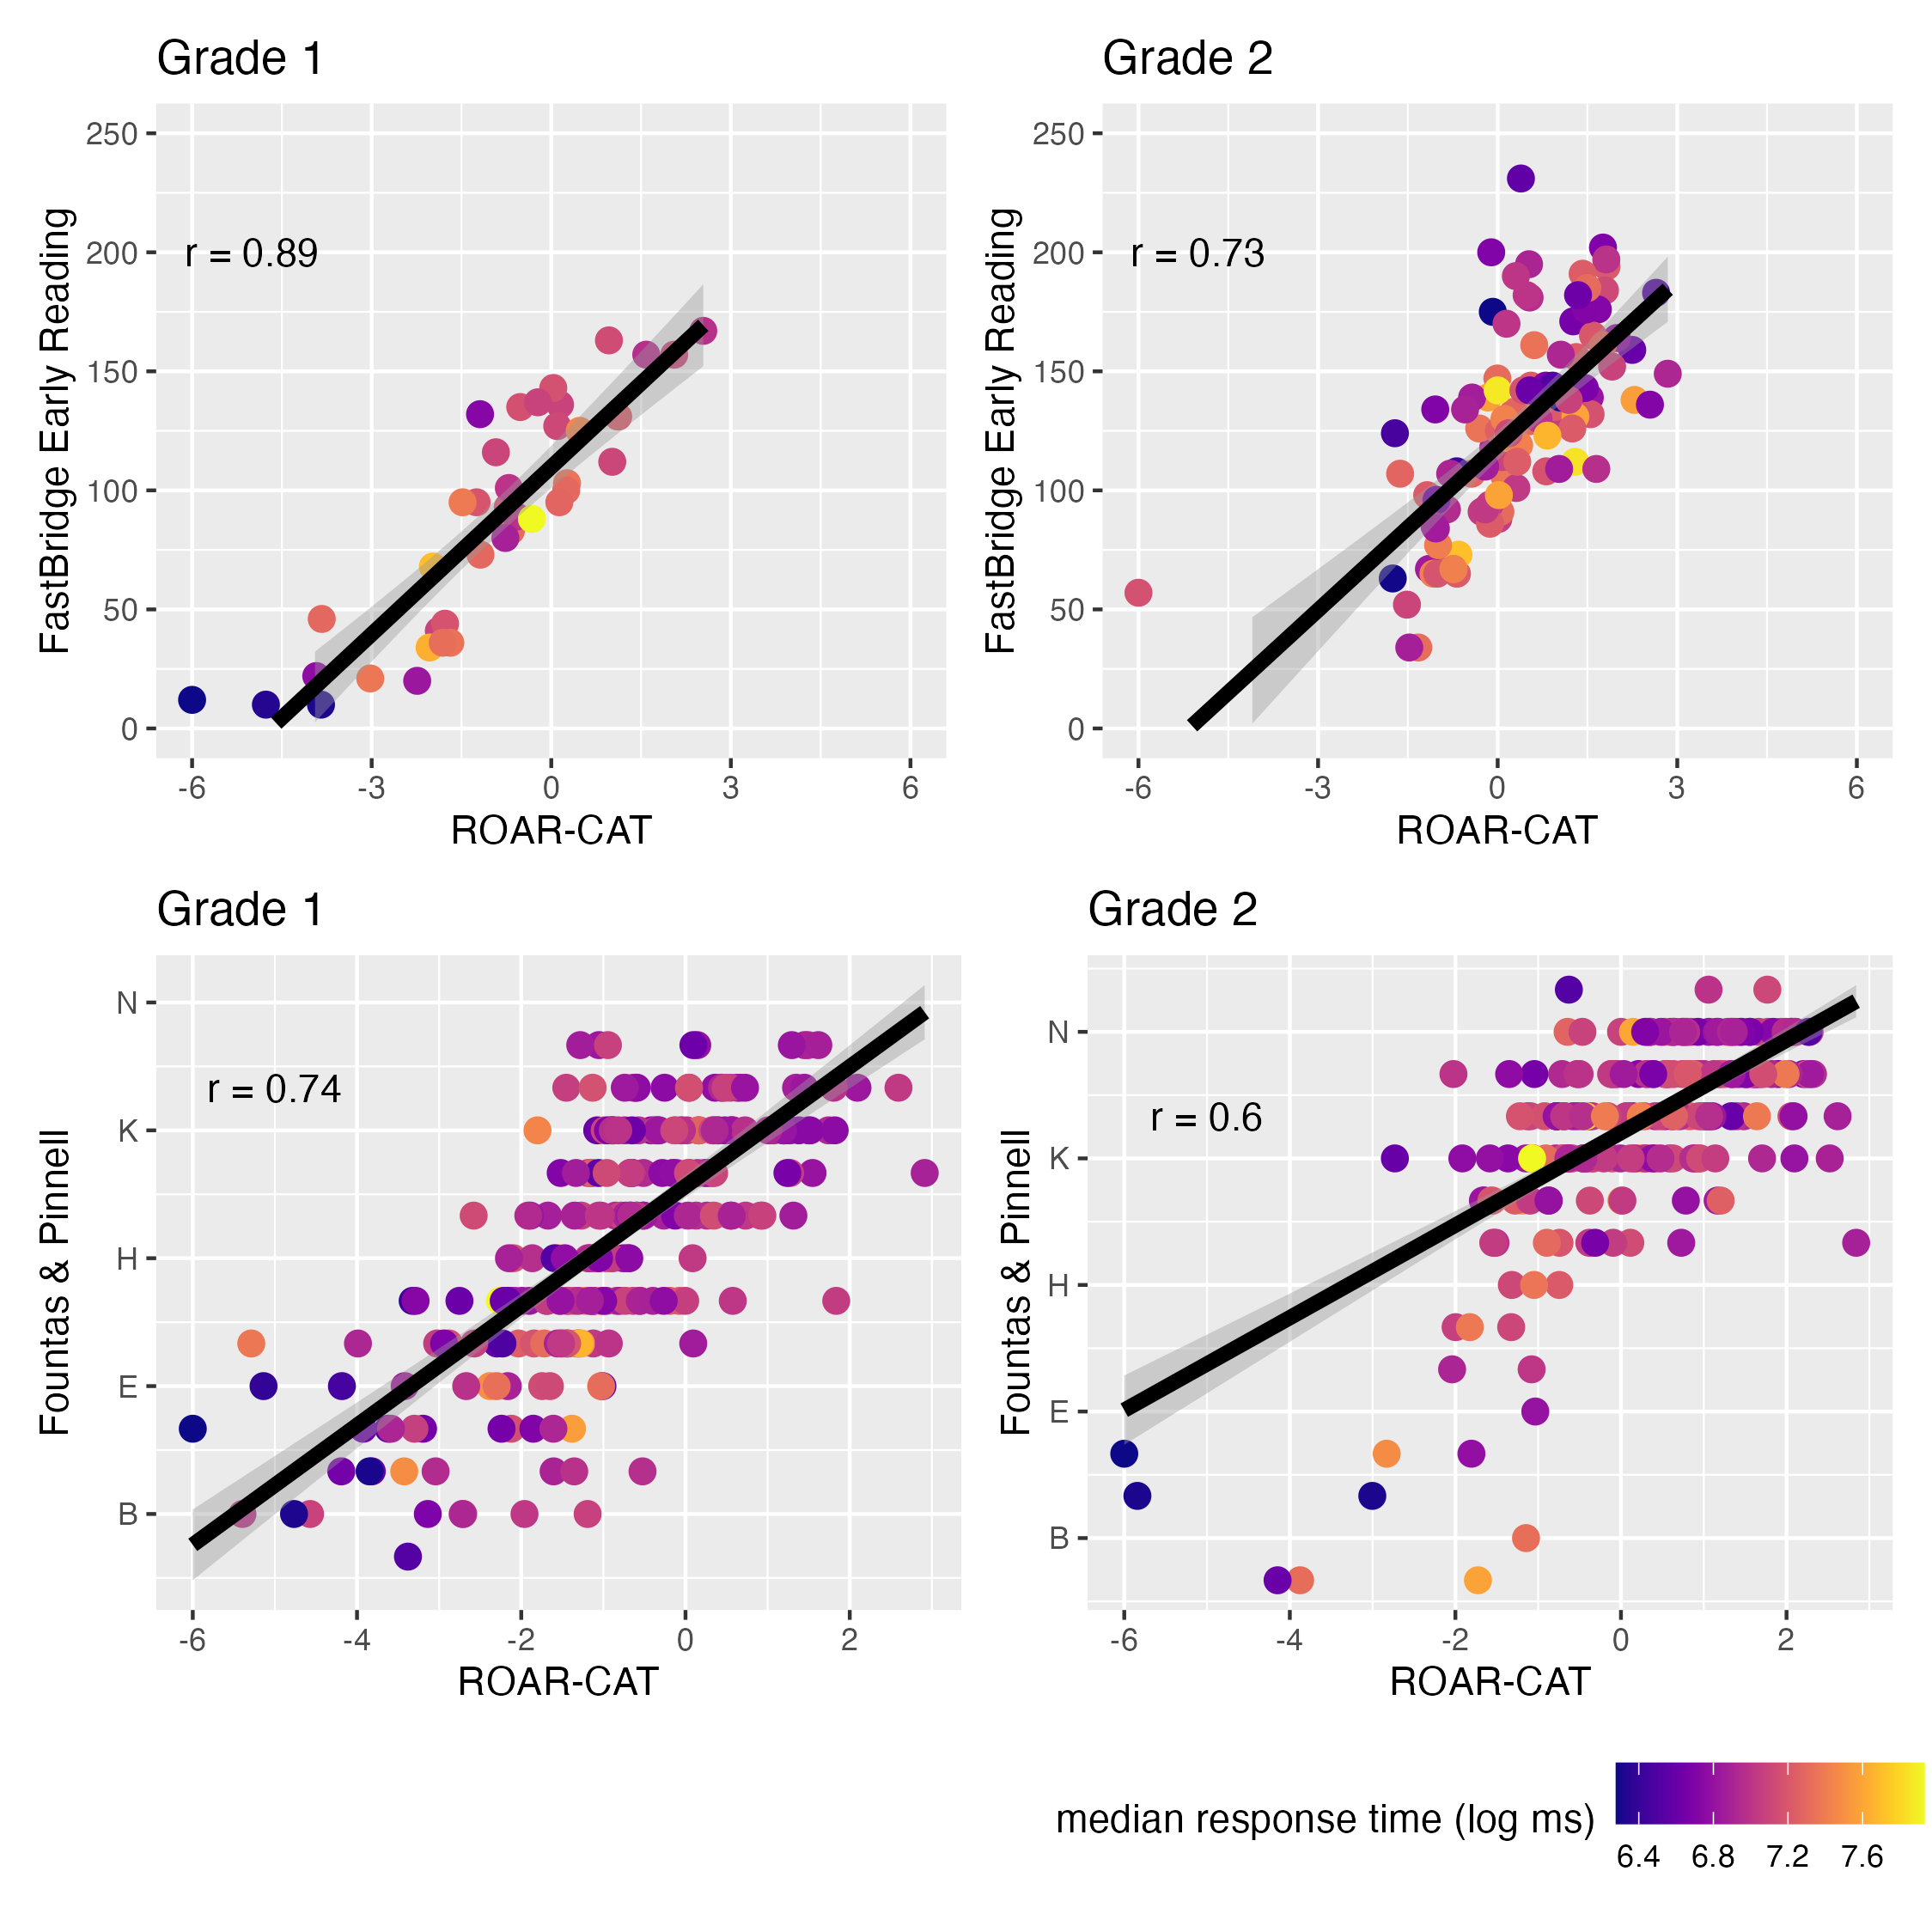 Grade 1
Grade 2
250
200
150
100
50
0
FastBridge Early Reading
r = 0.89
-6 -3 0 3 6
ROAR-CAT
250
200
150
100
50
0
FastBridge Early Reading
r = 0.73
-6 -3 0 3 6
ROAR-CAT
Grade 1
Grade 2
N
K
H
E
B
Fountas & Pinnell
r = 0.74
-6 -4 -2 0 2
ROAR-CAT
N
K
H
E
B
Fountas & Pinnell
r = 0.6
-6 -4 -2 0 2
ROAR-CAT
median response time (log ms)
6.4 6.8 7.2 7.6